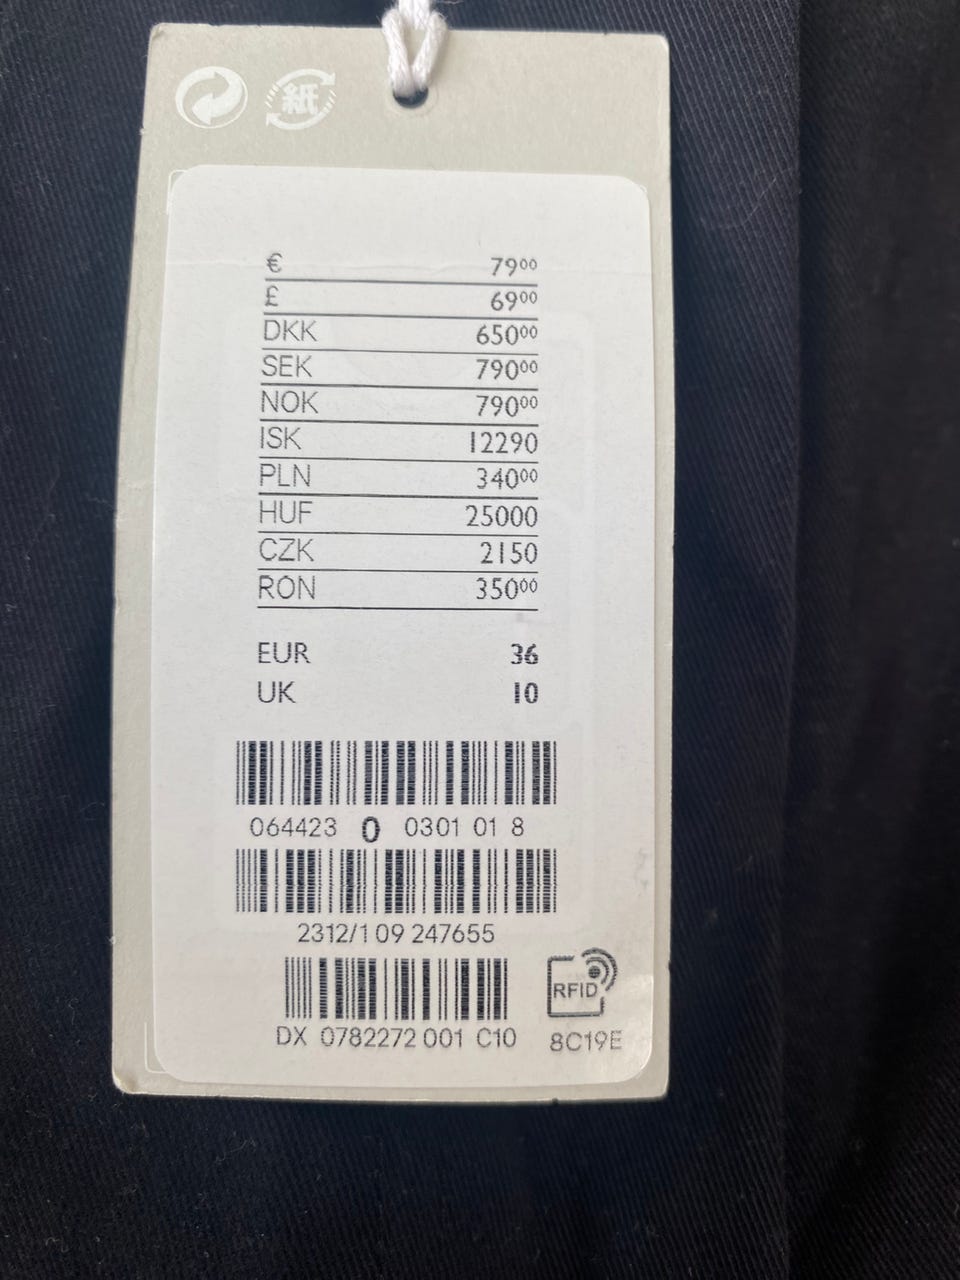 紙
€ 79⁰⁰
£ 69⁰⁰
DKK 650⁰⁰
SEK 790⁰⁰
NOK 790⁰⁰
ISK 12290
PLN 340⁰⁰
HUF 25000
CZK 2150
RON 350⁰⁰
EUR 36
UK 10
064423 0 0301 01 8
2312/1 09 247655
RFID
DX 0782272 001 C10 8C19E